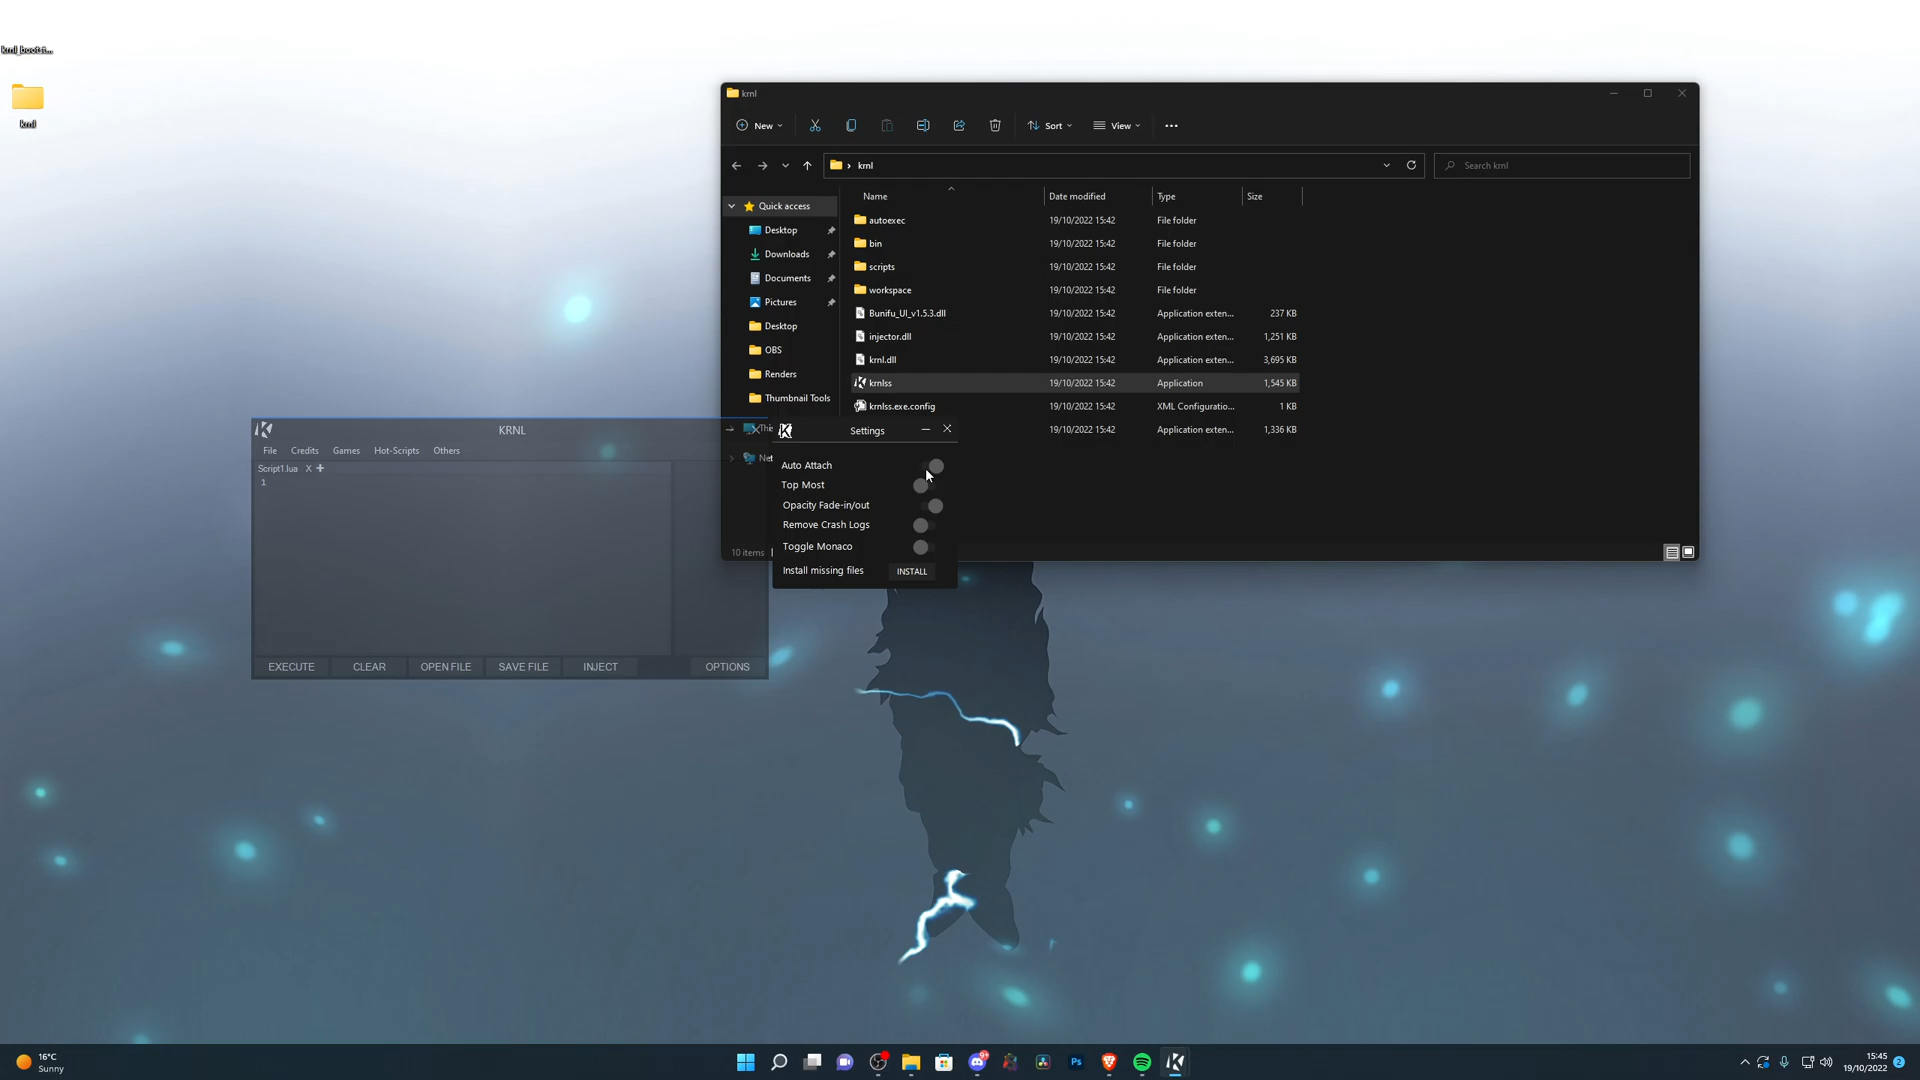 krnl_boots...
krnl
krnl
New
Sort
View
krnl
Search krnl
Name
Date modified
Type
Size
Quick access
Desktop
Downloads
Documents
Pictures
Desktop
OBS
Renders
Thumbnail Tools
This
Net
autoexec 19/10/2022 15:42 File folder
bin 19/10/2022 15:42 File folder
scripts 19/10/2022 15:42 File folder
workspace 19/10/2022 15:42 File folder
Bunifu_UI_v1.5.3.dll 19/10/2022 15:42 Application exten... 237 KB
injector.dll 19/10/2022 15:42 Application exten... 1,251 KB
krnl.dll 19/10/2022 15:42 Application exten... 3,695 KB
krnlss 19/10/2022 15:42 Application 1,545 KB
krnlss.exe.config 19/10/2022 15:42 XML Configuratio... 1 KB
19/10/2022 15:42 Application exten... 1,336 KB
10 items
KRNL
File Credits Games Hot-Scripts Others
Script1.lua X
1
EXECUTE CLEAR OPEN FILE SAVE FILE INJECT OPTIONS
Settings
Auto Attach
Top Most
Opacity Fade-in/out
Remove Crash Logs
Toggle Monaco
Install missing files INSTALL
16°C
Sunny
9+
Ps
15:45
19/10/2022
2